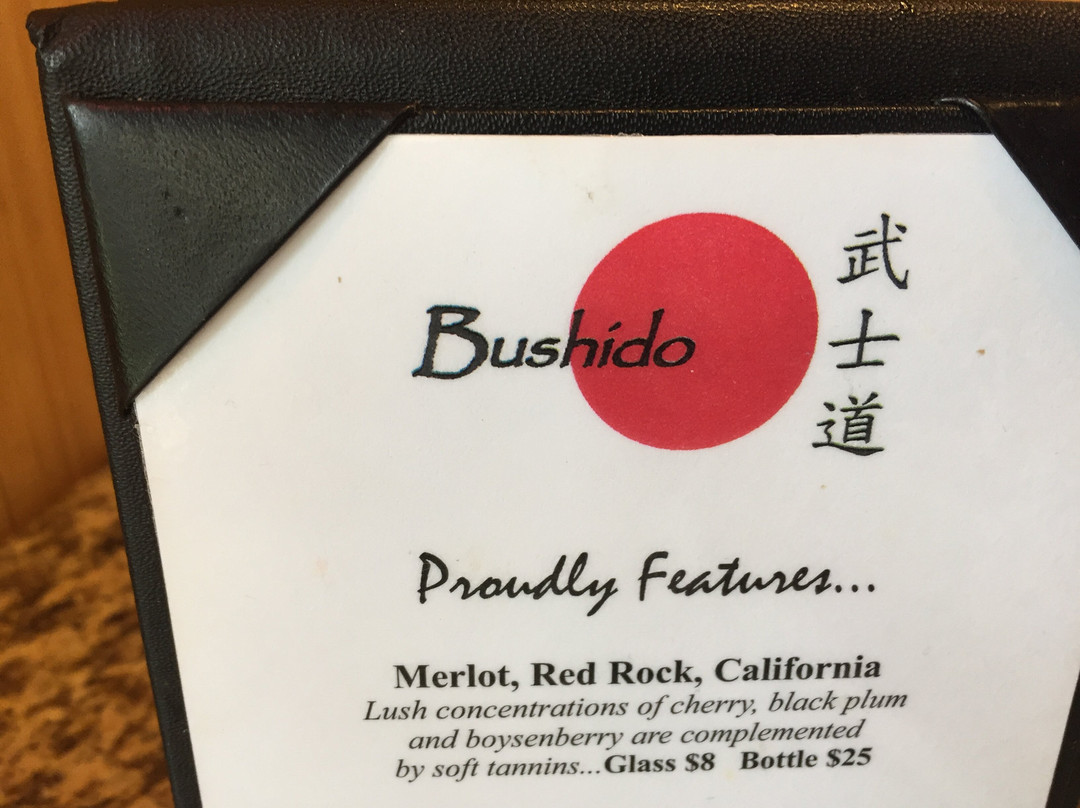 Bushido
武士道
Proudly Features...
Merlot, Red Rock, California
Lush concentrations of cherry, black plum
and boysenberry are complemented
by soft tannins...Glass $8 Bottle $25